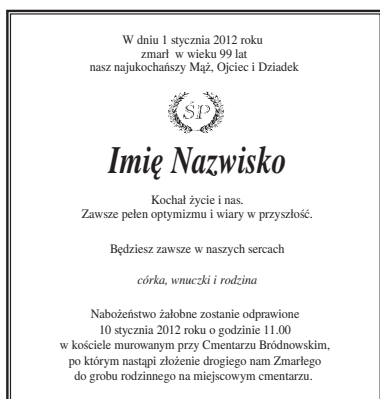 W dniu 1 stycznia 2012 roku
zmarł w wieku 99 lat
nasz najukochańszy Mąż, Ojciec i Dziadek
ŚP
Imię Nazwisko
Kochał życie i nas.
Zawsze pełen optymizmu i wiary w przyszłość.
Będziesz zawsze w naszych sercach
córka, wnuczki i rodzina
Nabożeństwo żałobne zostanie odprawione
10 stycznia 2012 roku o godzinie 11.00
w kościele murowanym przy Cmentarzu Bródnowskim,
po którym nastąpi złożenie drogiego nam Zmarłego
do grobu rodzinnego na miejscowym cmentarzu.